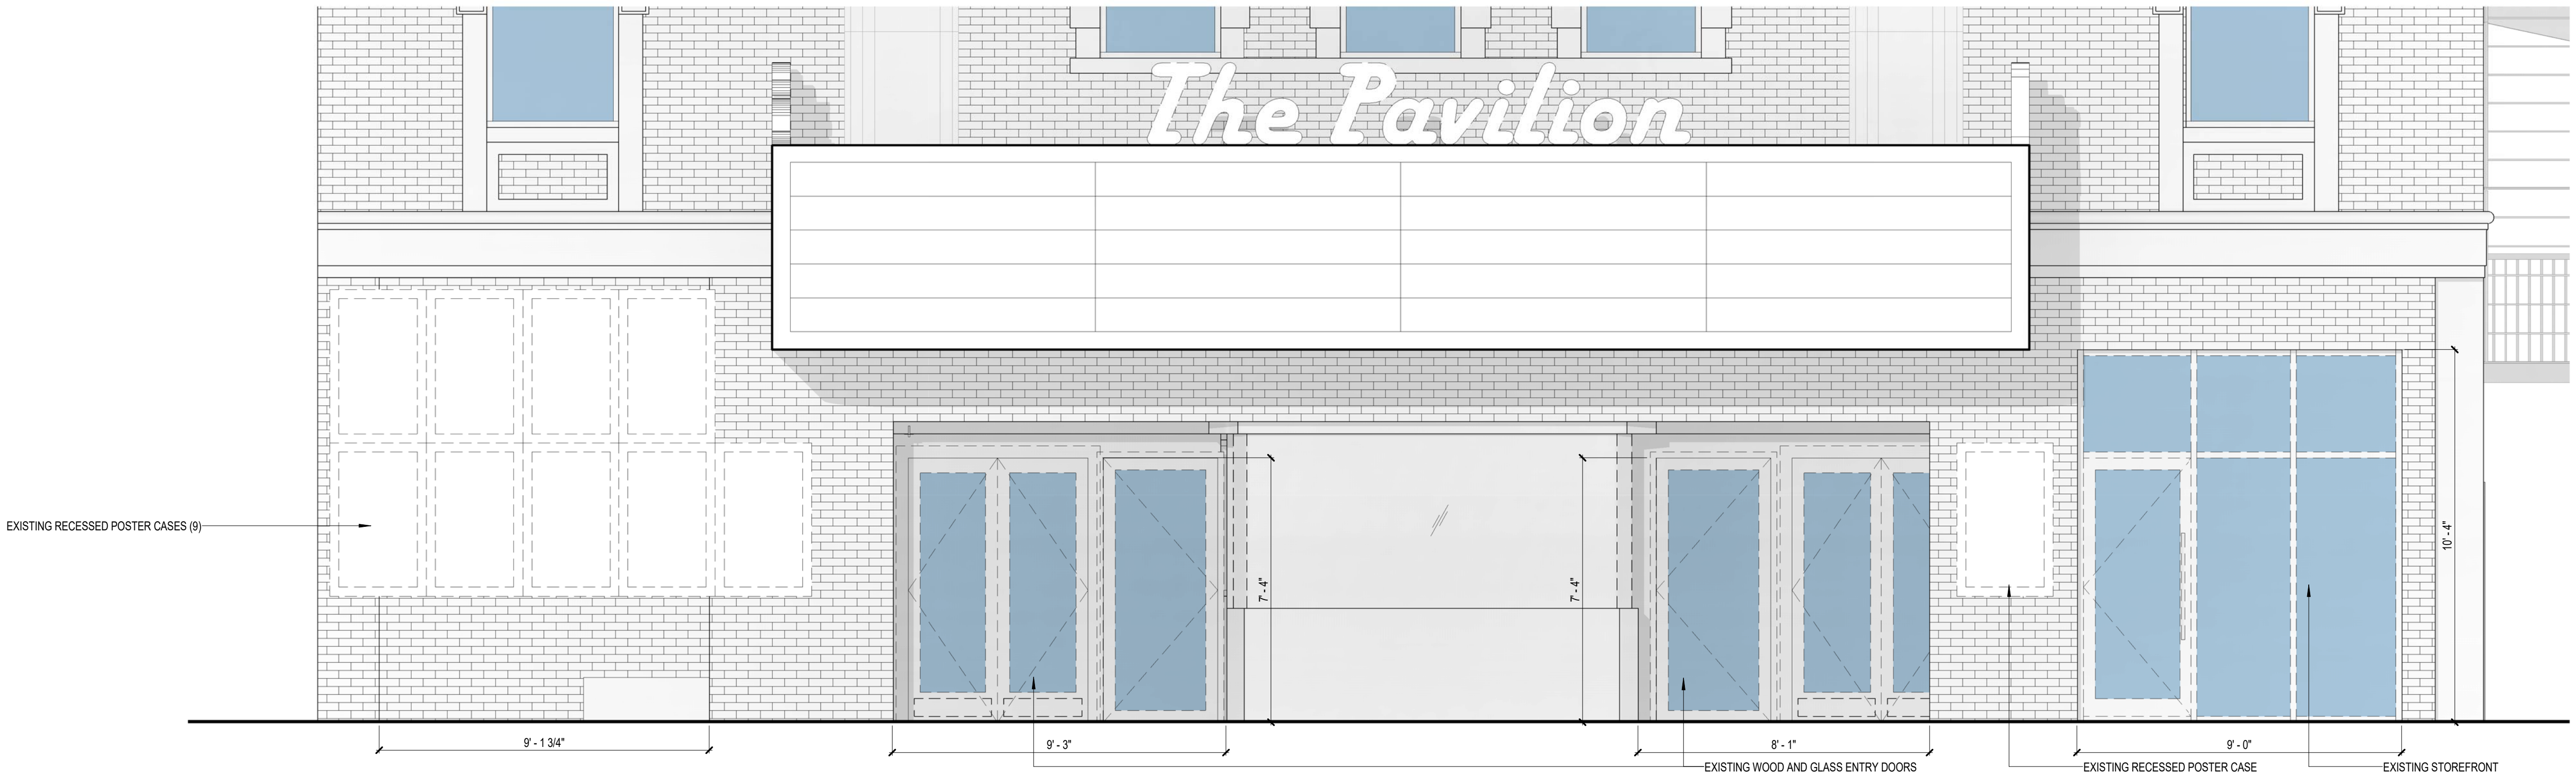 The Pavilion
EXISTING RECESSED POSTER CASES (9)
10' - 4"
7' - 4"
7' - 4"
9' - 1 3/4"
9' - 3"
8' - 1"
9' - 0"
EXISTING WOOD AND GLASS ENTRY DOORS
EXISTING RECESSED POSTER CASE
EXISTING STOREFRONT